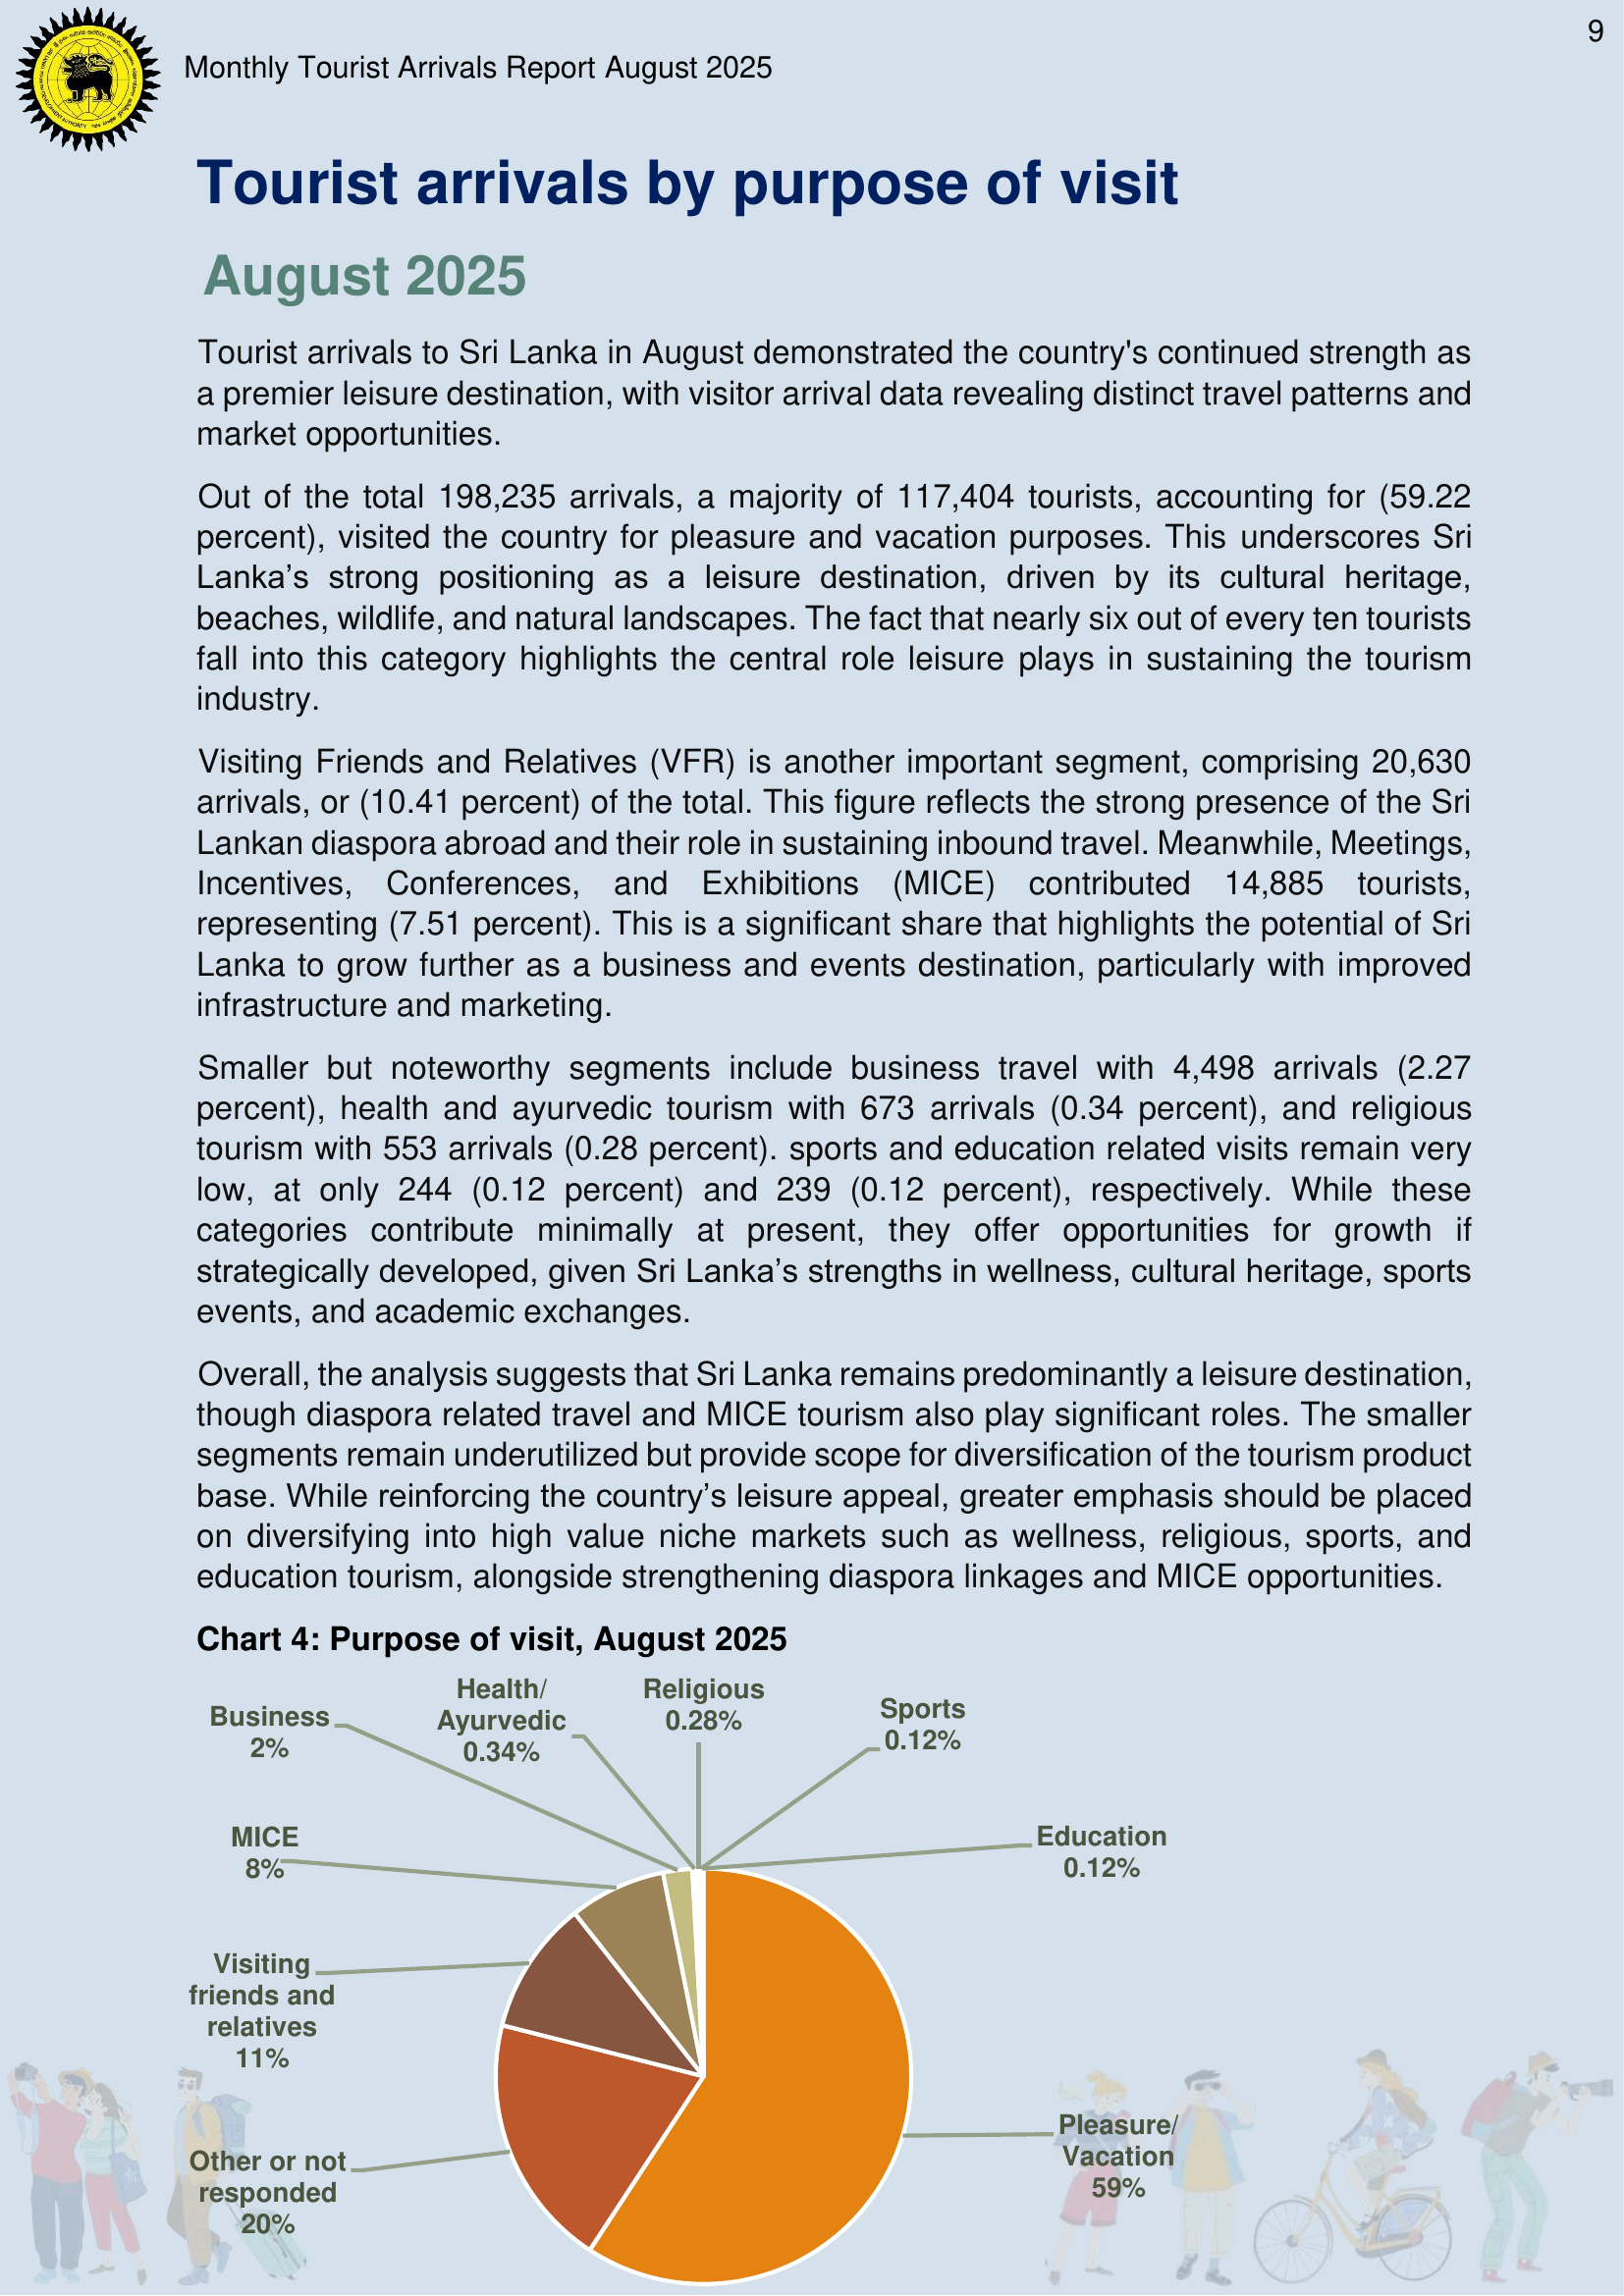 9
Monthly Tourist Arrivals Report August 2025
Tourist arrivals by purpose of visit
August 2025
Tourist arrivals to Sri Lanka in August demonstrated the country's continued strength as
a premier leisure destination, with visitor arrival data revealing distinct travel patterns and
market opportunities.
Out of the total 198,235 arrivals, a majority of 117,404 tourists, accounting for (59.22
percent), visited the country for pleasure and vacation purposes. This underscores Sri
Lanka’s strong positioning as a leisure destination, driven by its cultural heritage,
beaches, wildlife, and natural landscapes. The fact that nearly six out of every ten tourists
fall into this category highlights the central role leisure plays in sustaining the tourism
industry.
Visiting Friends and Relatives (VFR) is another important segment, comprising 20,630
arrivals, or (10.41 percent) of the total. This figure reflects the strong presence of the Sri
Lankan diaspora abroad and their role in sustaining inbound travel. Meanwhile, Meetings,
Incentives, Conferences, and Exhibitions (MICE) contributed 14,885 tourists,
representing (7.51 percent). This is a significant share that highlights the potential of Sri
Lanka to grow further as a business and events destination, particularly with improved
infrastructure and marketing.
Smaller but noteworthy segments include business travel with 4,498 arrivals (2.27
percent), health and ayurvedic tourism with 673 arrivals (0.34 percent), and religious
tourism with 553 arrivals (0.28 percent). sports and education related visits remain very
low, at only 244 (0.12 percent) and 239 (0.12 percent), respectively. While these
categories contribute minimally at present, they offer opportunities for growth if
strategically developed, given Sri Lanka’s strengths in wellness, cultural heritage, sports
events, and academic exchanges.
Overall, the analysis suggests that Sri Lanka remains predominantly a leisure destination,
though diaspora related travel and MICE tourism also play significant roles. The smaller
segments remain underutilized but provide scope for diversification of the tourism product
base. While reinforcing the country’s leisure appeal, greater emphasis should be placed
on diversifying into high value niche markets such as wellness, religious, sports, and
education tourism, alongside strengthening diaspora linkages and MICE opportunities.
Chart 4: Purpose of visit, August 2025
Business
2%
Health/
Ayurvedic
0.34%
Religious
0.28%
Sports
0.12%
MICE
8%
Education
0.12%
Visiting
friends and
relatives
11%
Other or not
responded
20%
Pleasure/
Vacation
59%